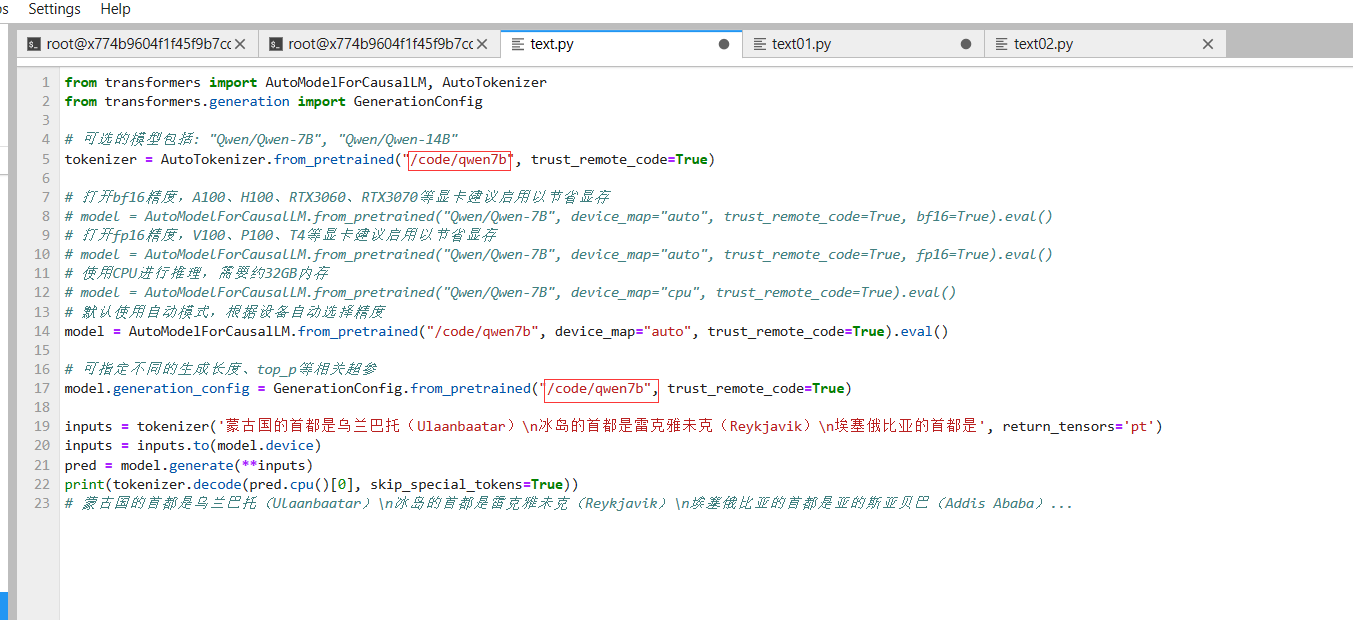 os Settings Help
root@x774b9604f1f45f9b7cc text.py text01.py text02.py
1 from transformers import AutoModelForCausalLM, AutoTokenizer
2 from transformers.generation import GenerationConfig
3
4 # 可选的模型包括: "Qwen/Qwen-7B", "Qwen/Qwen-14B"
5 tokenizer = AutoTokenizer.from_pretrained("/code/qwen7b", trust_remote_code=True)
6
7 # 打开bf16精度，A100、H100、RTX3060、RTX3070等显卡建议启用以节省显存
8 # model = AutoModelForCausalLM.from_pretrained("Qwen/Qwen-7B", device_map="auto", trust_remote_code=True, bf16=True).eval()
9 # 打开fp16精度，V100、P100、T4等显卡建议启用以节省显存
10 # model = AutoModelForCausalLM.from_pretrained("Qwen/Qwen-7B", device_map="auto", trust_remote_code=True, fp16=True).eval()
11 # 使用CPU进行推理，需要约32GB内存
12 # model = AutoModelForCausalLM.from_pretrained("Qwen/Qwen-7B", device_map="cpu", trust_remote_code=True).eval()
13 # 默认使用自动模式，根据设备自动选择精度
14 model = AutoModelForCausalLM.from_pretrained("/code/qwen7b", device_map="auto", trust_remote_code=True).eval()
15
16 # 可指定不同的生成长度、top_p等相关超参
17 model.generation_config = GenerationConfig.from_pretrained("/code/qwen7b", trust_remote_code=True)
18
19 inputs = tokenizer('蒙古国的首都是乌兰巴托（Ulaanbaatar）\n冰岛的首都是雷克雅未克（Reykjavik）\n埃塞俄比亚的首都是', return_tensors='pt')
20 inputs = inputs.to(model.device)
21 pred = model.generate(**inputs)
22 print(tokenizer.decode(pred.cpu()[0], skip_special_tokens=True))
23 # 蒙古国的首都是乌兰巴托（Ulaanbaatar）\n冰岛的首都是雷克雅未克（Reykjavik）\n埃塞俄比亚的首都是亚的斯亚贝巴（Addis Ababa）...